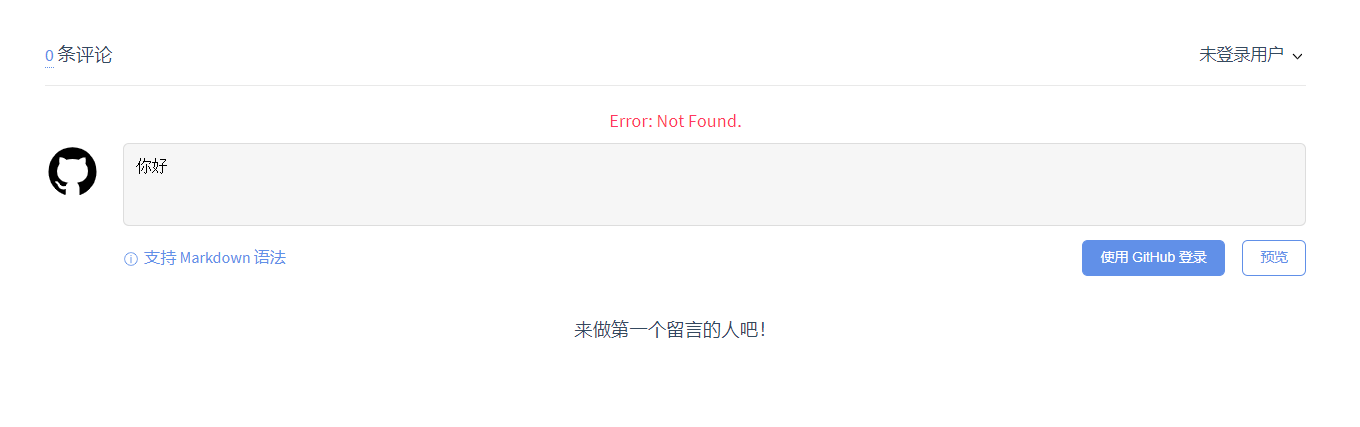 0 条评论
未登录用户
Error: Not Found.
你好
支持 Markdown 语法
使用 GitHub 登录
预览
来做第一个留言的人吧！